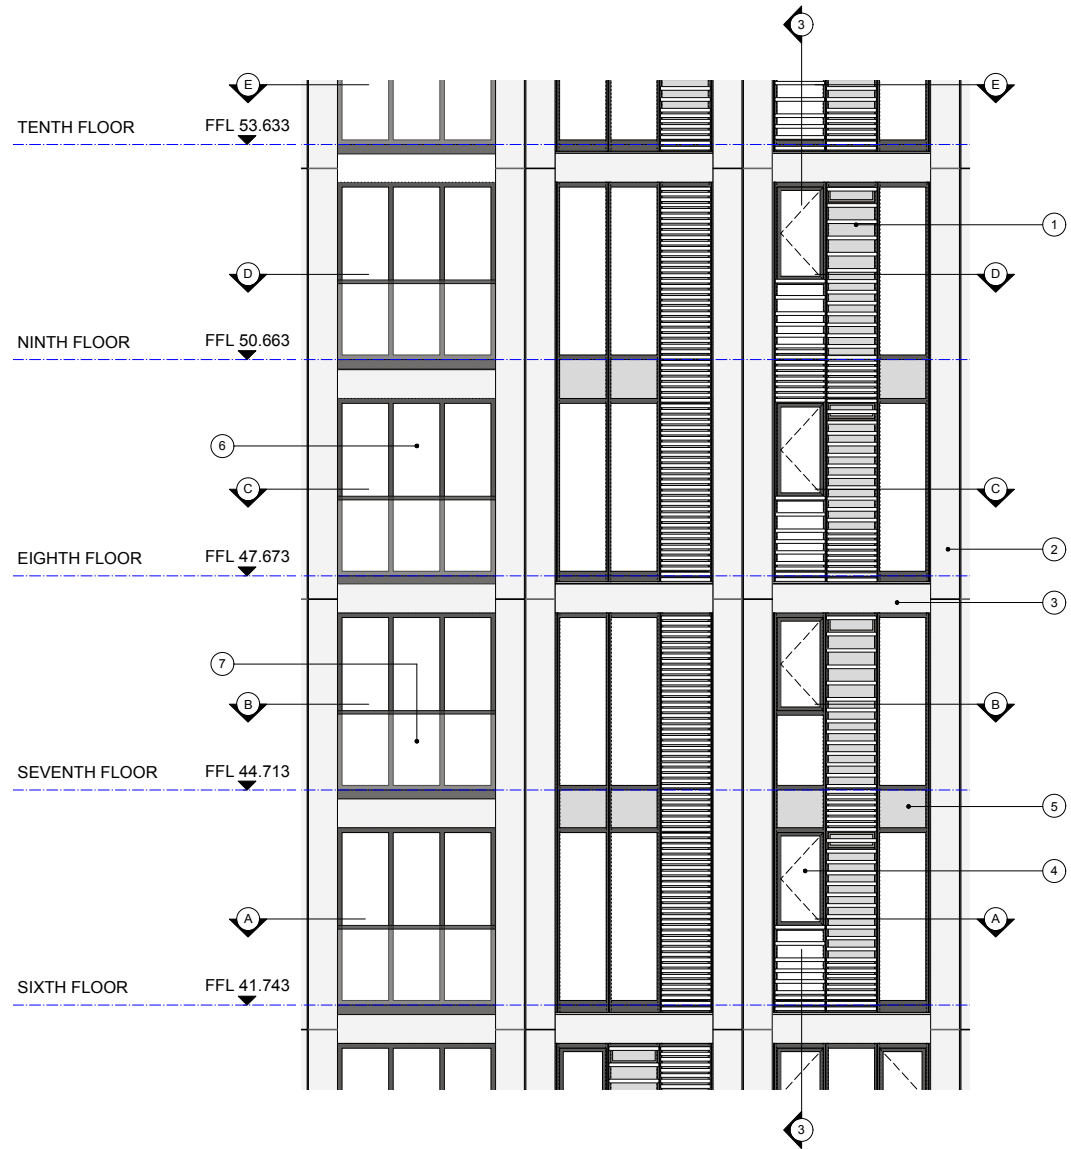 3
E E
TENTH FLOOR FFL 53.633
1
D D
NINTH FLOOR FFL 50.663
6
C C
2
EIGHTH FLOOR FFL 47.673
3
7
B B
SEVENTH FLOOR FFL 44.713
5
4
A A
SIXTH FLOOR FFL 41.743
3